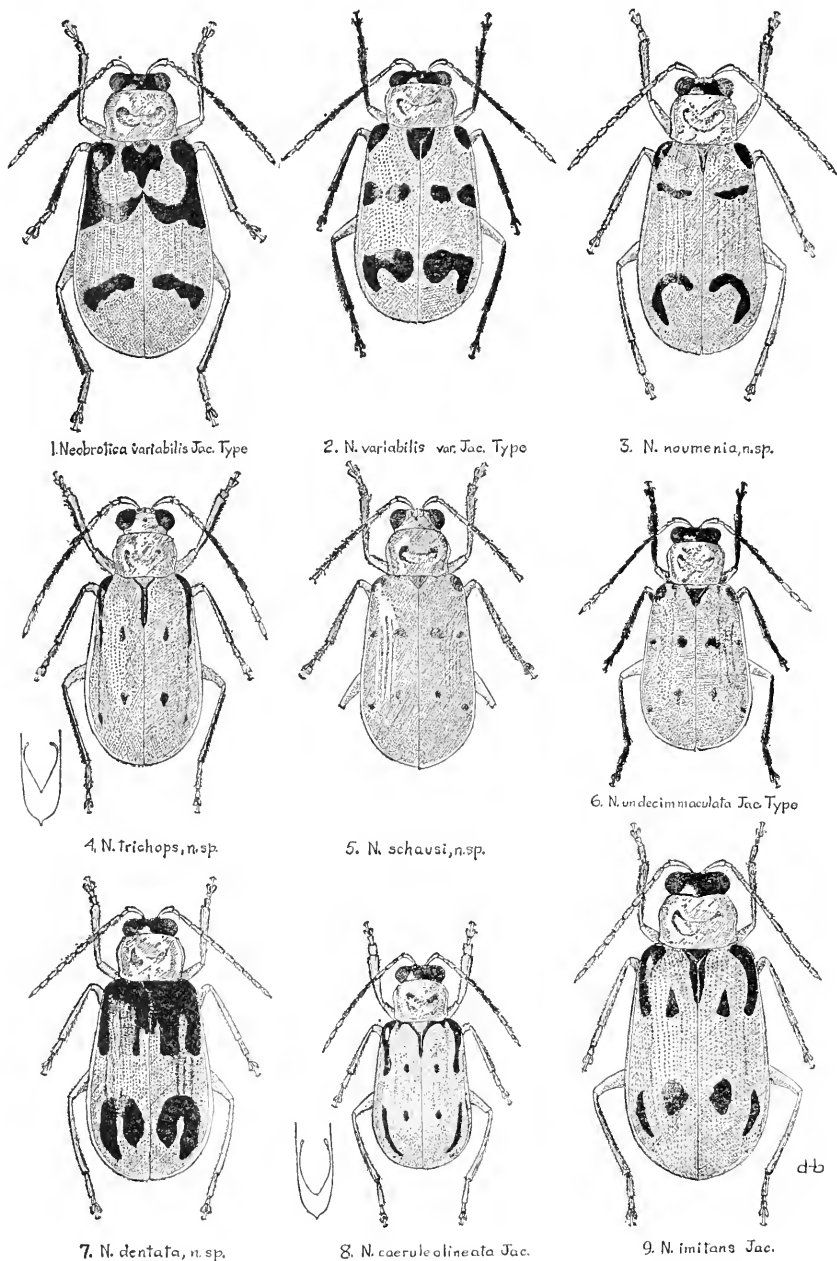 1. Neobrotica variabilis Jac. Type
2. N. variabilis var. Jac. Type
3. N. noumenia, n.sp.
4. N. trichops, n.sp.
5. N. schausi, n.sp.
6. N. undecimmaculata Jac. Type
d-b
7. N. dentata, n. sp.
8. N. caeruleolineata Jac.
9. N. imitans Jac.